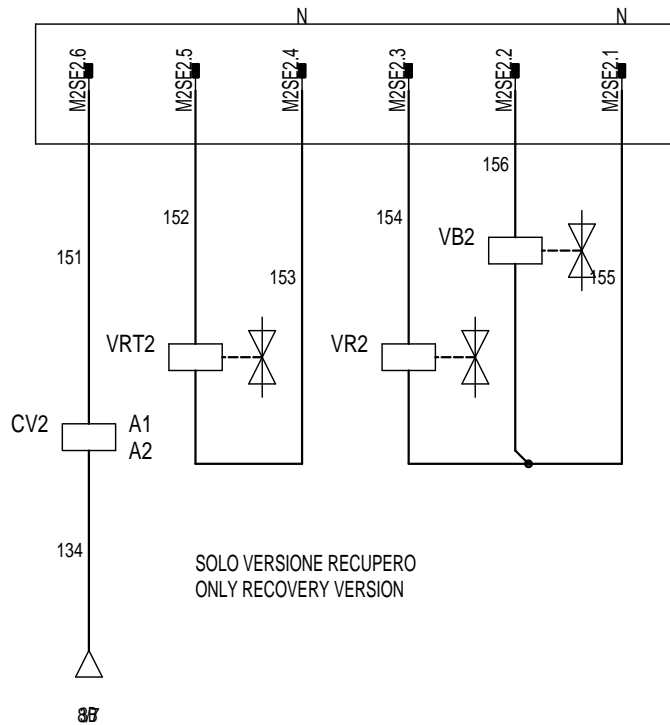 N N
M2SE2.6 M2SE2.5 M2SE2.4 M2SE2.3 M2SE2.2 M2SE2.1
156
152 154
VB2
151
153 155
VRT2 VR2
CV2 A1
A2
134
SOLO VERSIONE RECUPERO
ONLY RECOVERY VERSION